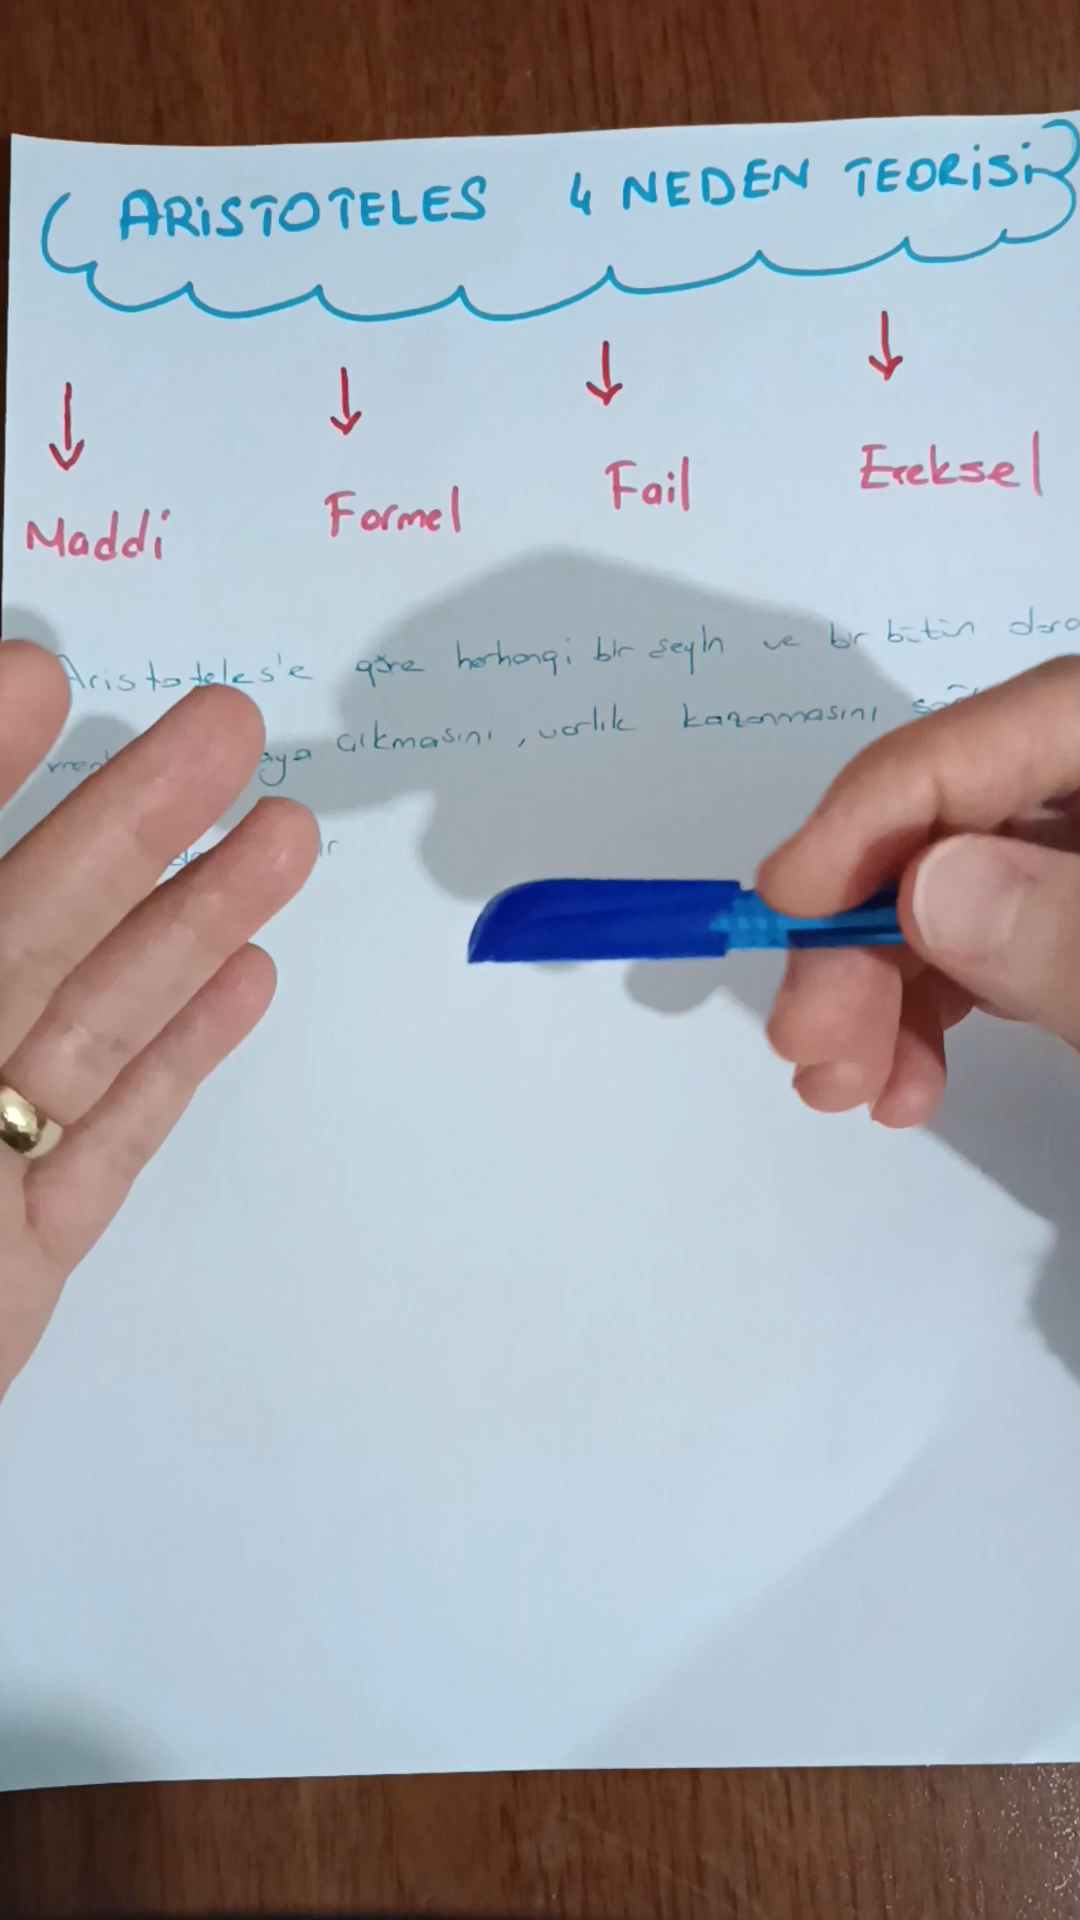 ARİSTOTELES 4 NEDEN TEORİSİ
Maddi Formel Fail Ereksel
Aristoteles'e göre herhangi bir şeyin ve bir bütün
çıkmasını, varlık kazanmasını